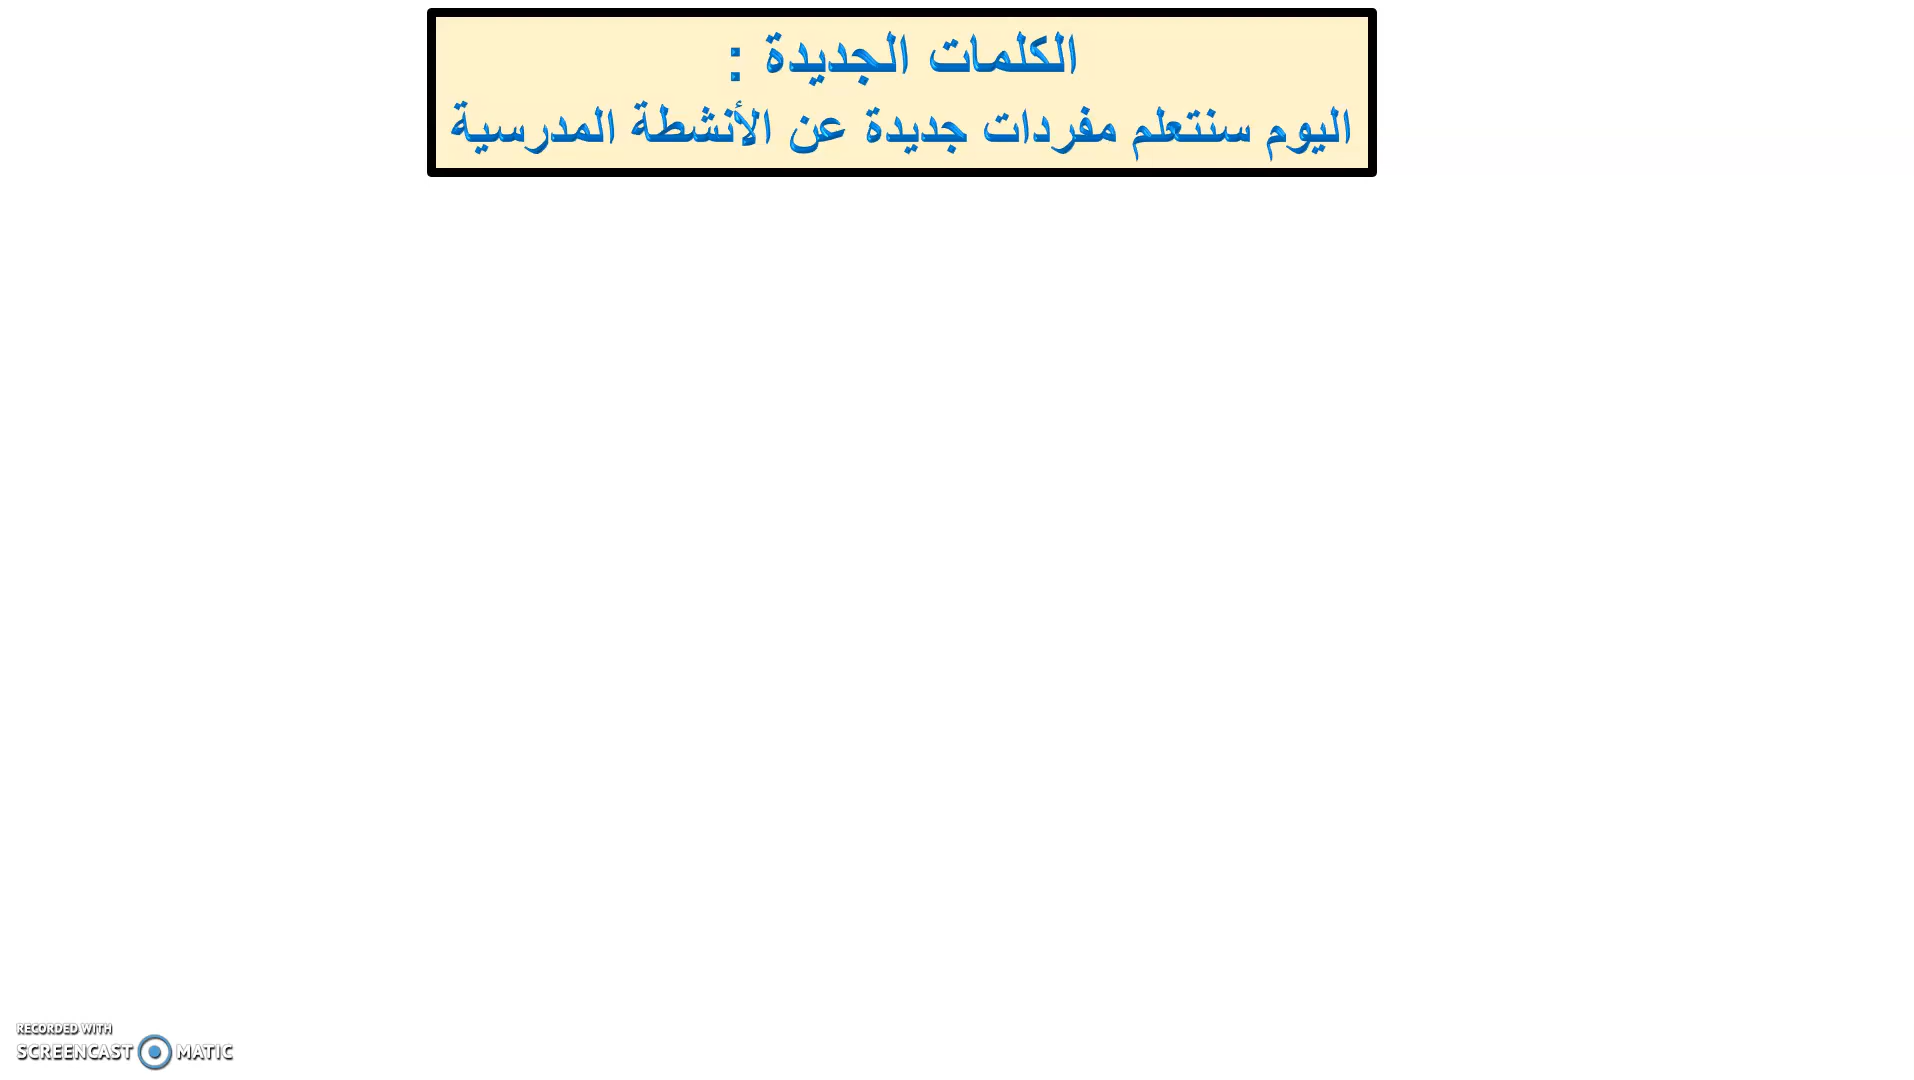 الكلمات الجديدة :
اليوم سنتعلم مفردات جديدة عن الأنشطة المدرسية
RECORDED WITH
SCREENCAST MATIC